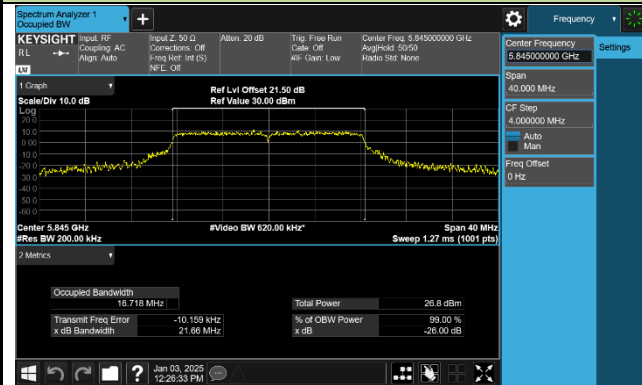 Spectrum Analyzer 1
Occupied BW
Frequency
KEYSIGHT
RL
LXI
Input: RF
Coupling: AC
Align: Auto
Input Z: 50 Ω
Corrections: Off
Freq Ref: Int (S)
NFE: Off
Atten: 20 dB
Trig: Free Run
Gate: Off
#IF Gain: Low
Center Freq: 5.845000000 GHz
Avg|Hold: 50/50
Radio Std: None
Center Frequency
5.845000000 GHz
Settings
Span
40.000 MHz
CF Step
4.000000 MHz
Auto
Man
Freq Offset
0 Hz
1 Graph
Scale/Div 10.0 dB
Ref Lvl Offset 21.50 dB
Ref Value 30.00 dBm
Log
20.0
10.0
0.00
-10.0
-20.0
-30.0
-40.0
-50.0
-60.0
Center 5.845 GHz
#Res BW 200.00 kHz
#Video BW 620.00 kHz*
Span 40 MHz
Sweep 1.27 ms (1001 pts)
2 Metrics
Occupied Bandwidth
16.718 MHz
Total Power 26.8 dBm
Transmit Freq Error -10.159 kHz
% of OBW Power 99.00 %
x dB Bandwidth 21.66 MHz
x dB -26.00 dB
Jan 03, 2025
12:26:33 PM